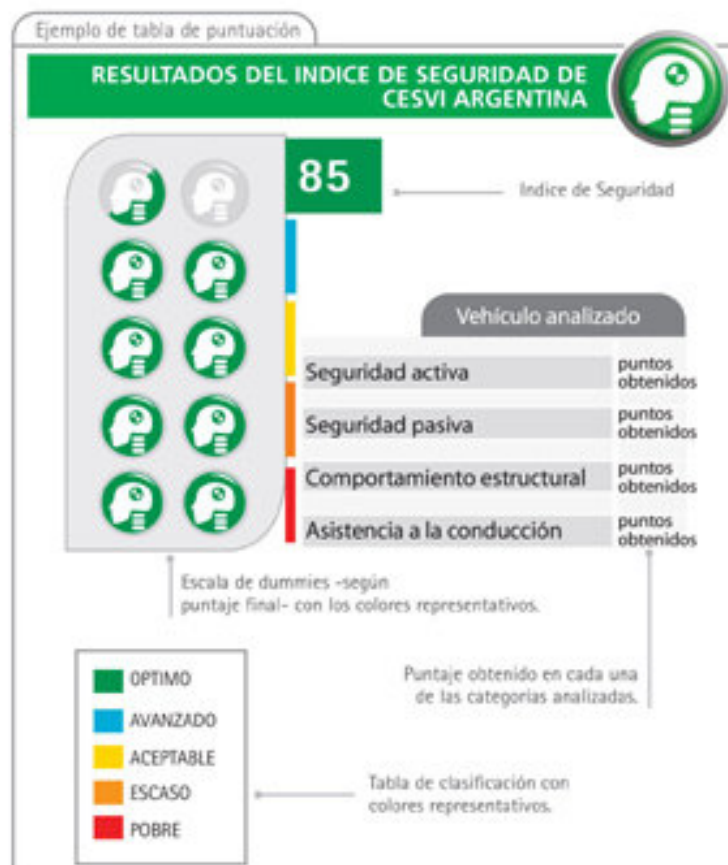 Ejemplo de tabla de puntuación
RESULTADOS DEL INDICE DE SEGURIDAD DE
CESVI ARGENTINA
85
Indice de Seguridad
Vehículo analizado
Seguridad activa
puntos
obtenidos
Seguridad pasiva
puntos
obtenidos
Comportamiento estructural
puntos
obtenidos
Asistencia a la conducción
puntos
obtenidos
Escala de dummies -según
puntaje final- con los colores representativos.
Puntaje obtenido en cada una
de las categorias analizadas.
OPTIMO
AVANZADO
ACEPTABLE
ESCASO
POBRE
Tabla de clasificación con
colores representativos.